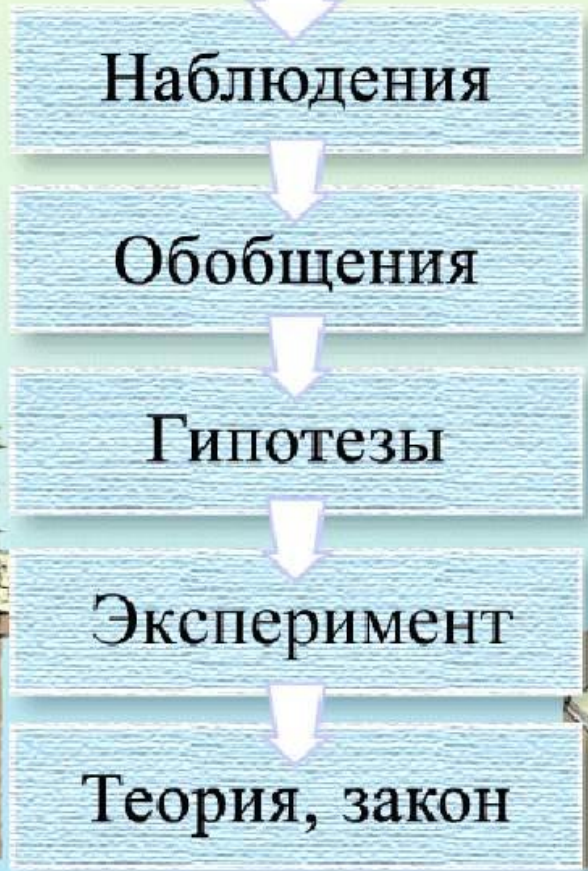 Наблюдения
Обобщения
Гипотезы
Эксперимент
Теория, закон